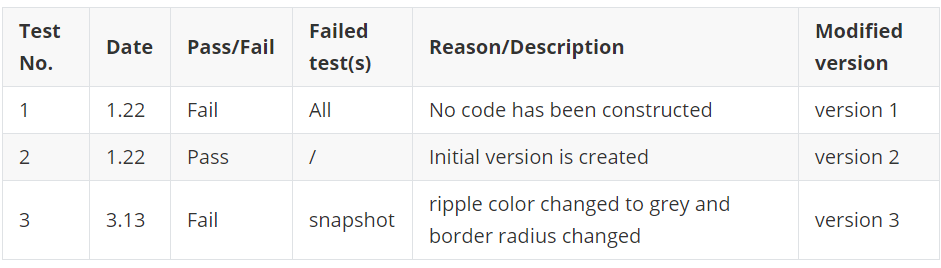 Test No. Date Pass/Fail Failed test(s) Reason/Description Modified version
1 1.22 Fail All No code has been constructed version 1
2 1.22 Pass / Initial version is created version 2
3 3.13 Fail snapshot ripple color changed to grey and border radius changed version 3